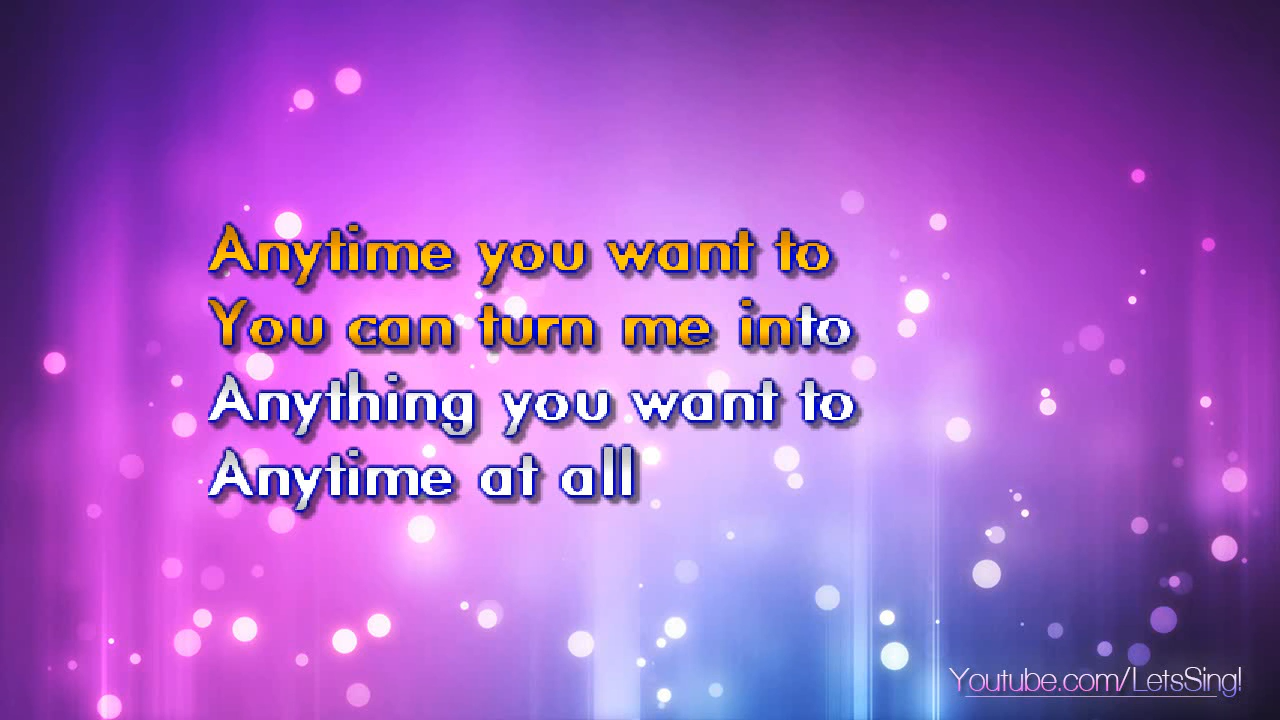 Anytime you want to
You can turn me into
Anything you want to
Anytime at all
Youtube.com/LetsSing!